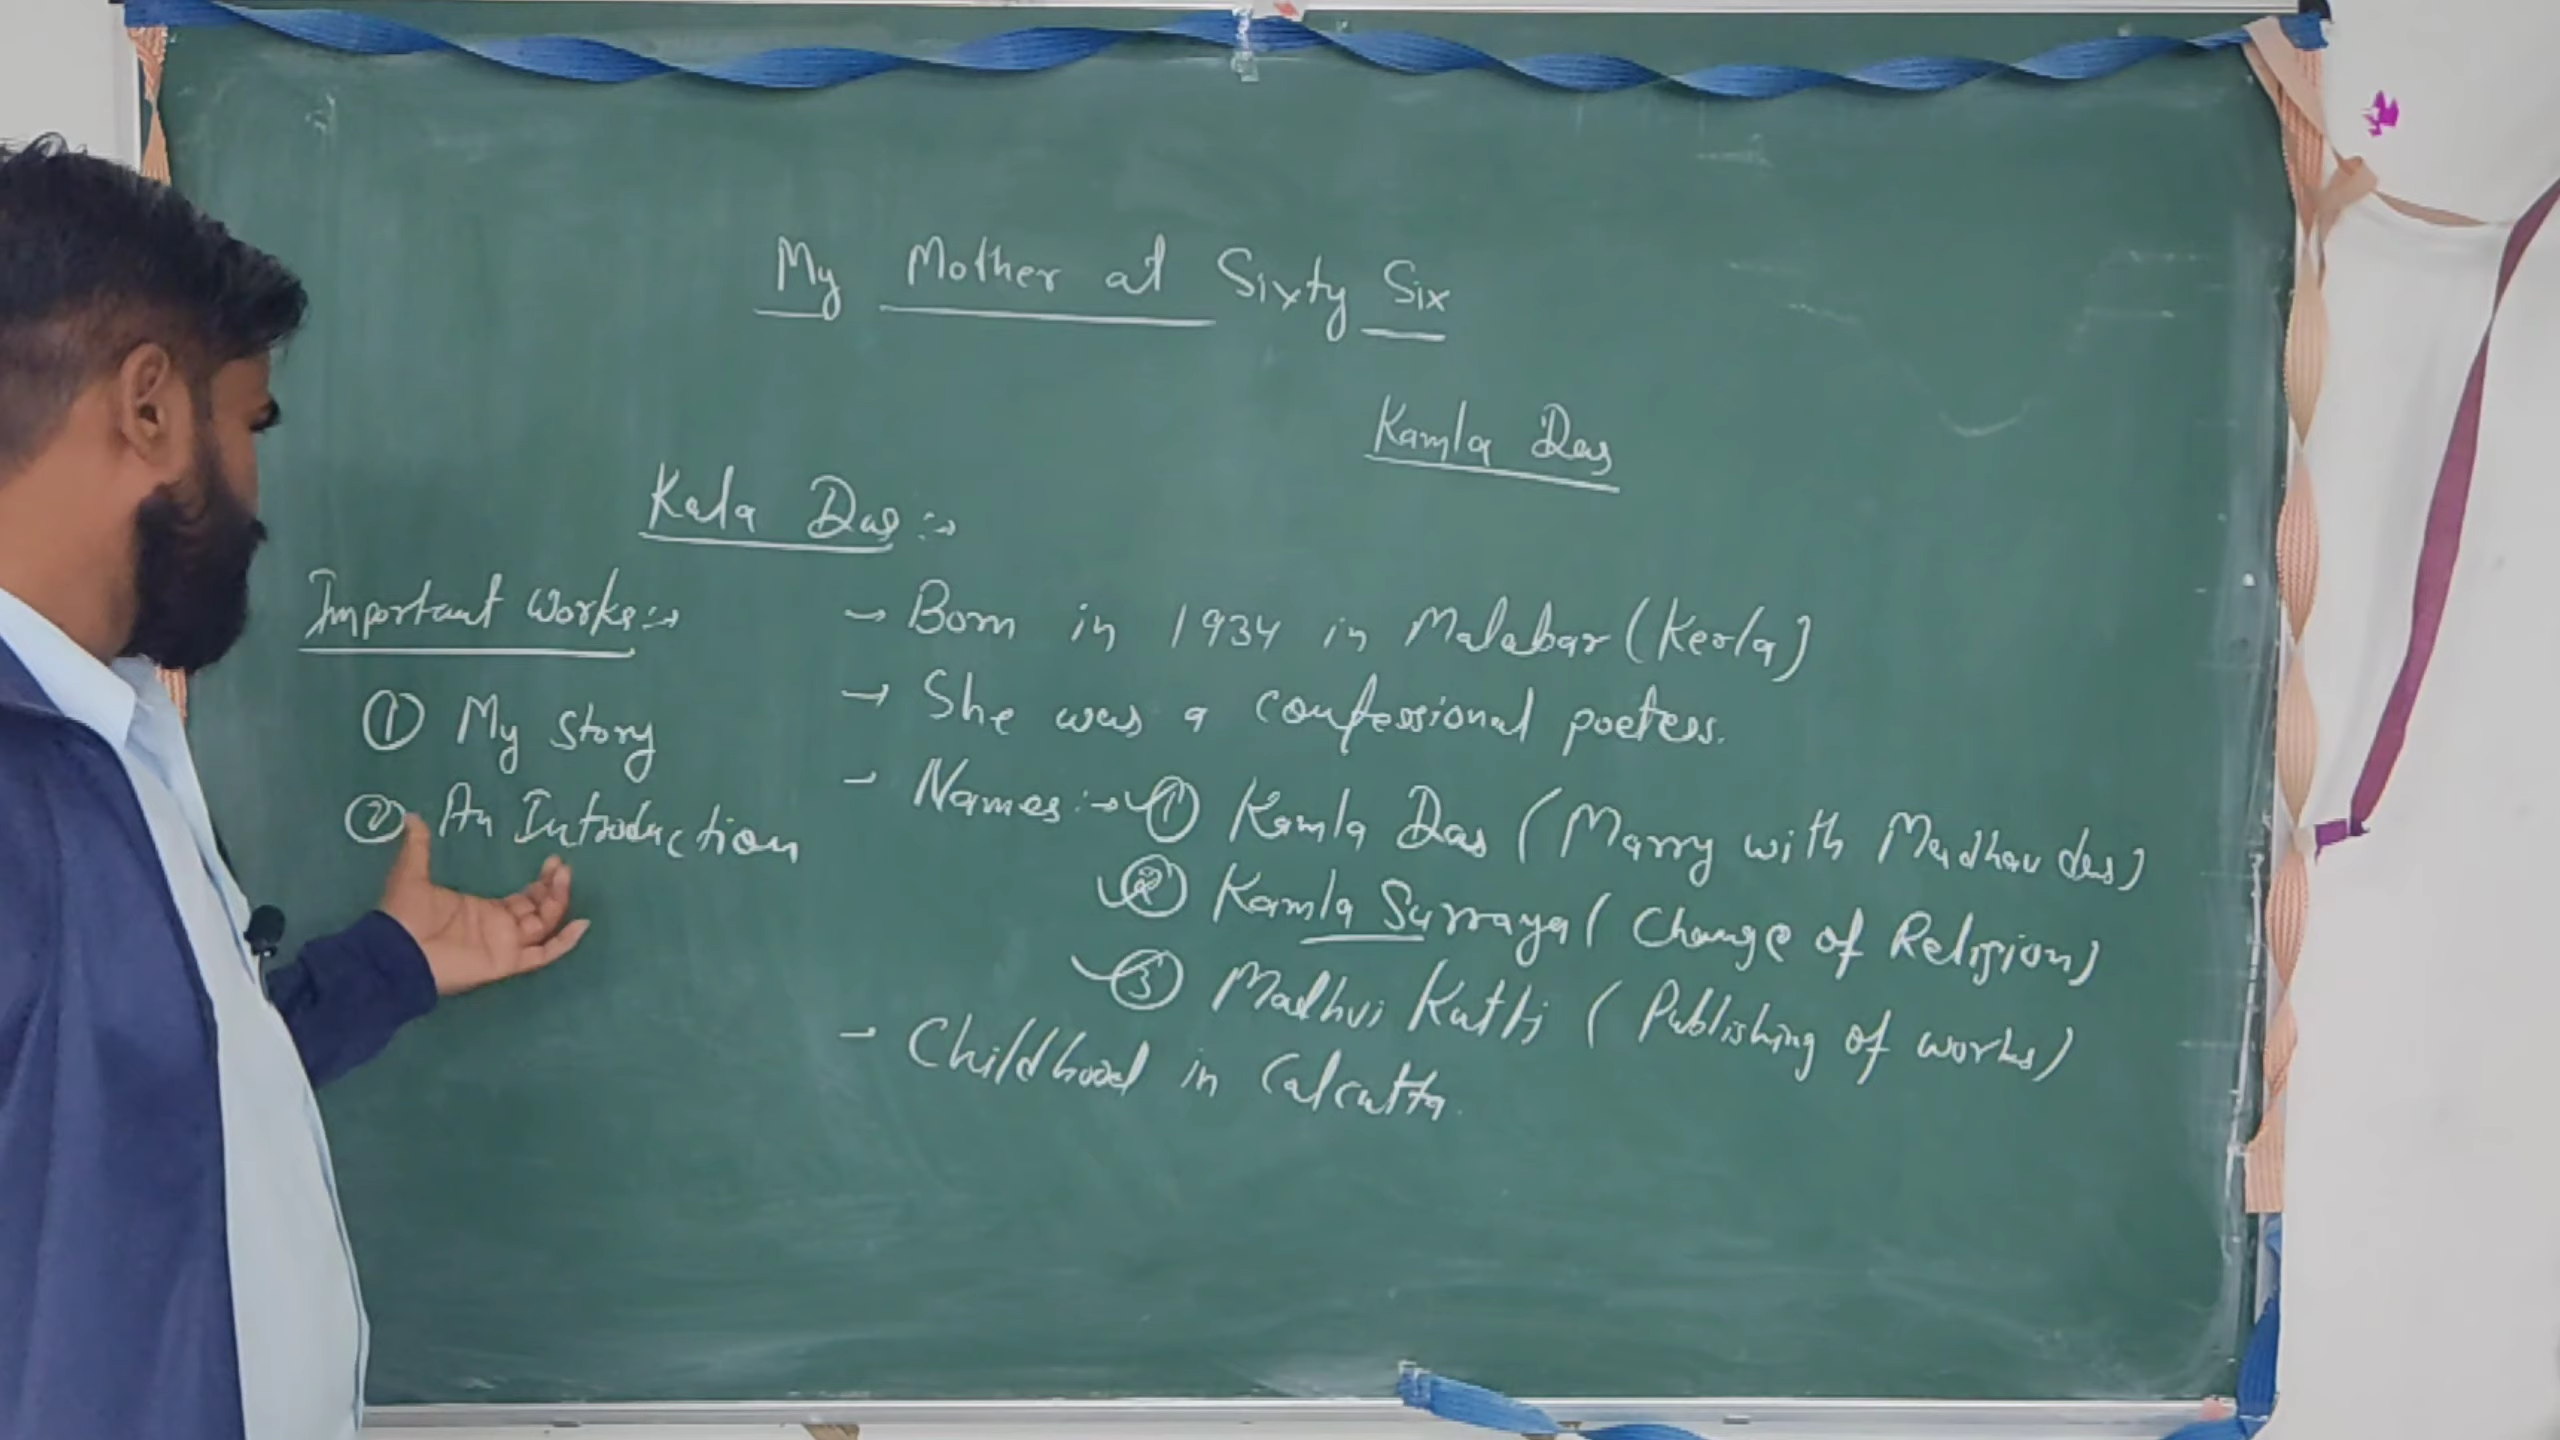 My Mother at Sixty Six
Kamla Das
Kala Das :→
Important Works :→
① My Story
② An Introduction
→ Born in 1934 in Malabar (Kerla)
→ She was a confessional poetess.
- Names :→ ① Kamla Das (Marry with Madhav das)
② Kamla Surraya (Change of Religion)
③ Madhvi Kutti (Publishing of works)
- Childhood in Calcutta.